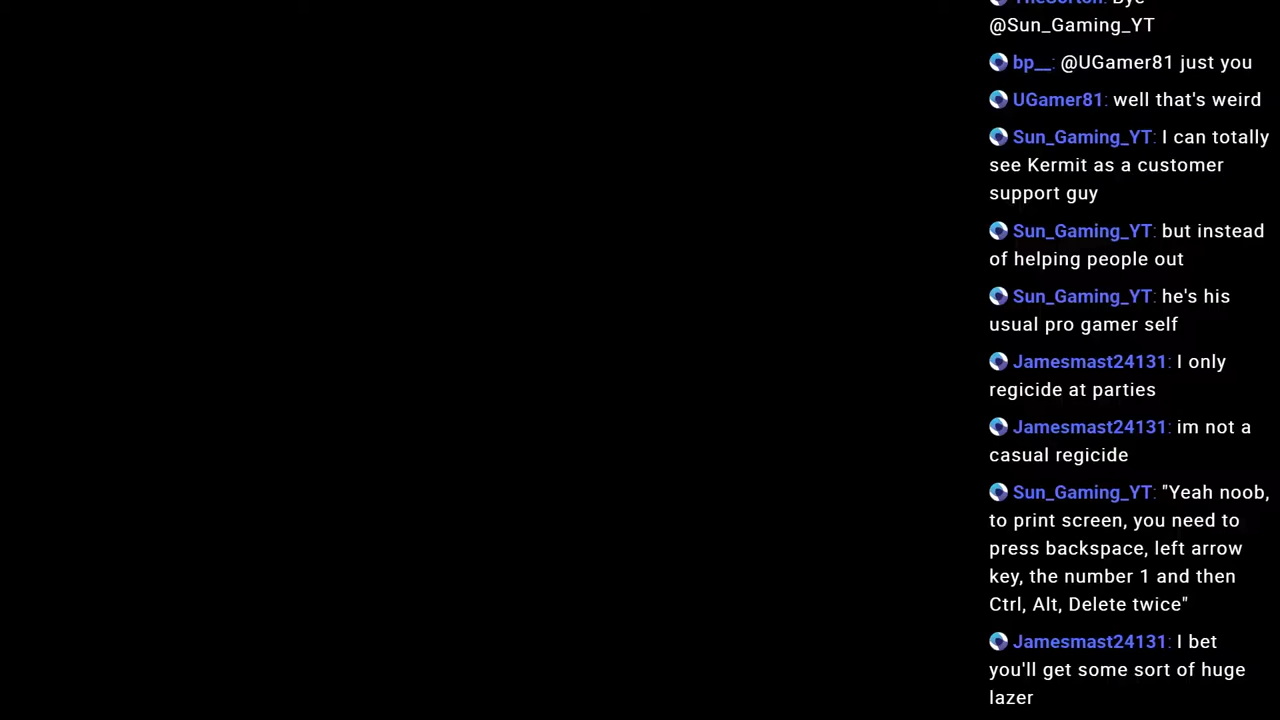 @Sun_Gaming_YT
bp__: @UGamer81 just you
UGamer81: well that's weird
Sun_Gaming_YT: I can totally
see Kermit as a customer
support guy
Sun_Gaming_YT: but instead
of helping people out
Sun_Gaming_YT: he's his
usual pro gamer self
Jamesmast24131: I only
regicide at parties
Jamesmast24131: im not a
casual regicide
Sun_Gaming_YT: "Yeah noob,
to print screen, you need to
press backspace, left arrow
key, the number 1 and then
Ctrl, Alt, Delete twice"
Jamesmast24131: I bet
you'll get some sort of huge
lazer